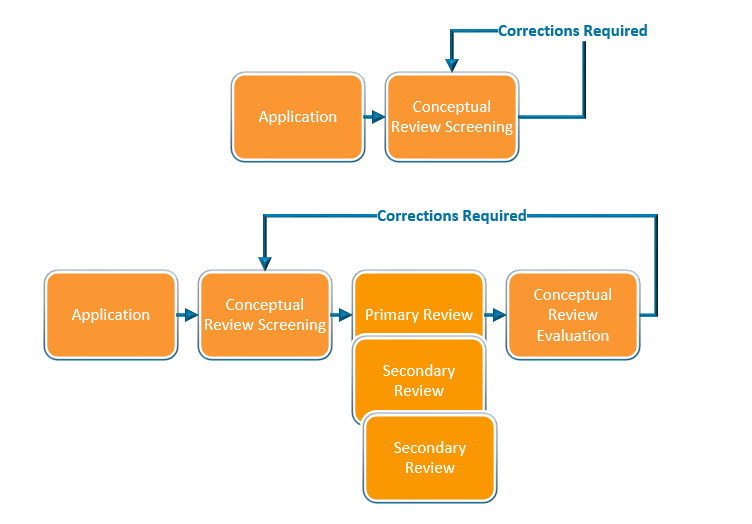 Corrections Required
Application
Conceptual
Review Screening
Corrections Required
Application
Conceptual
Review Screening
Primary Review
Conceptual
Review
Evaluation
Secondary
Review
Secondary
Review